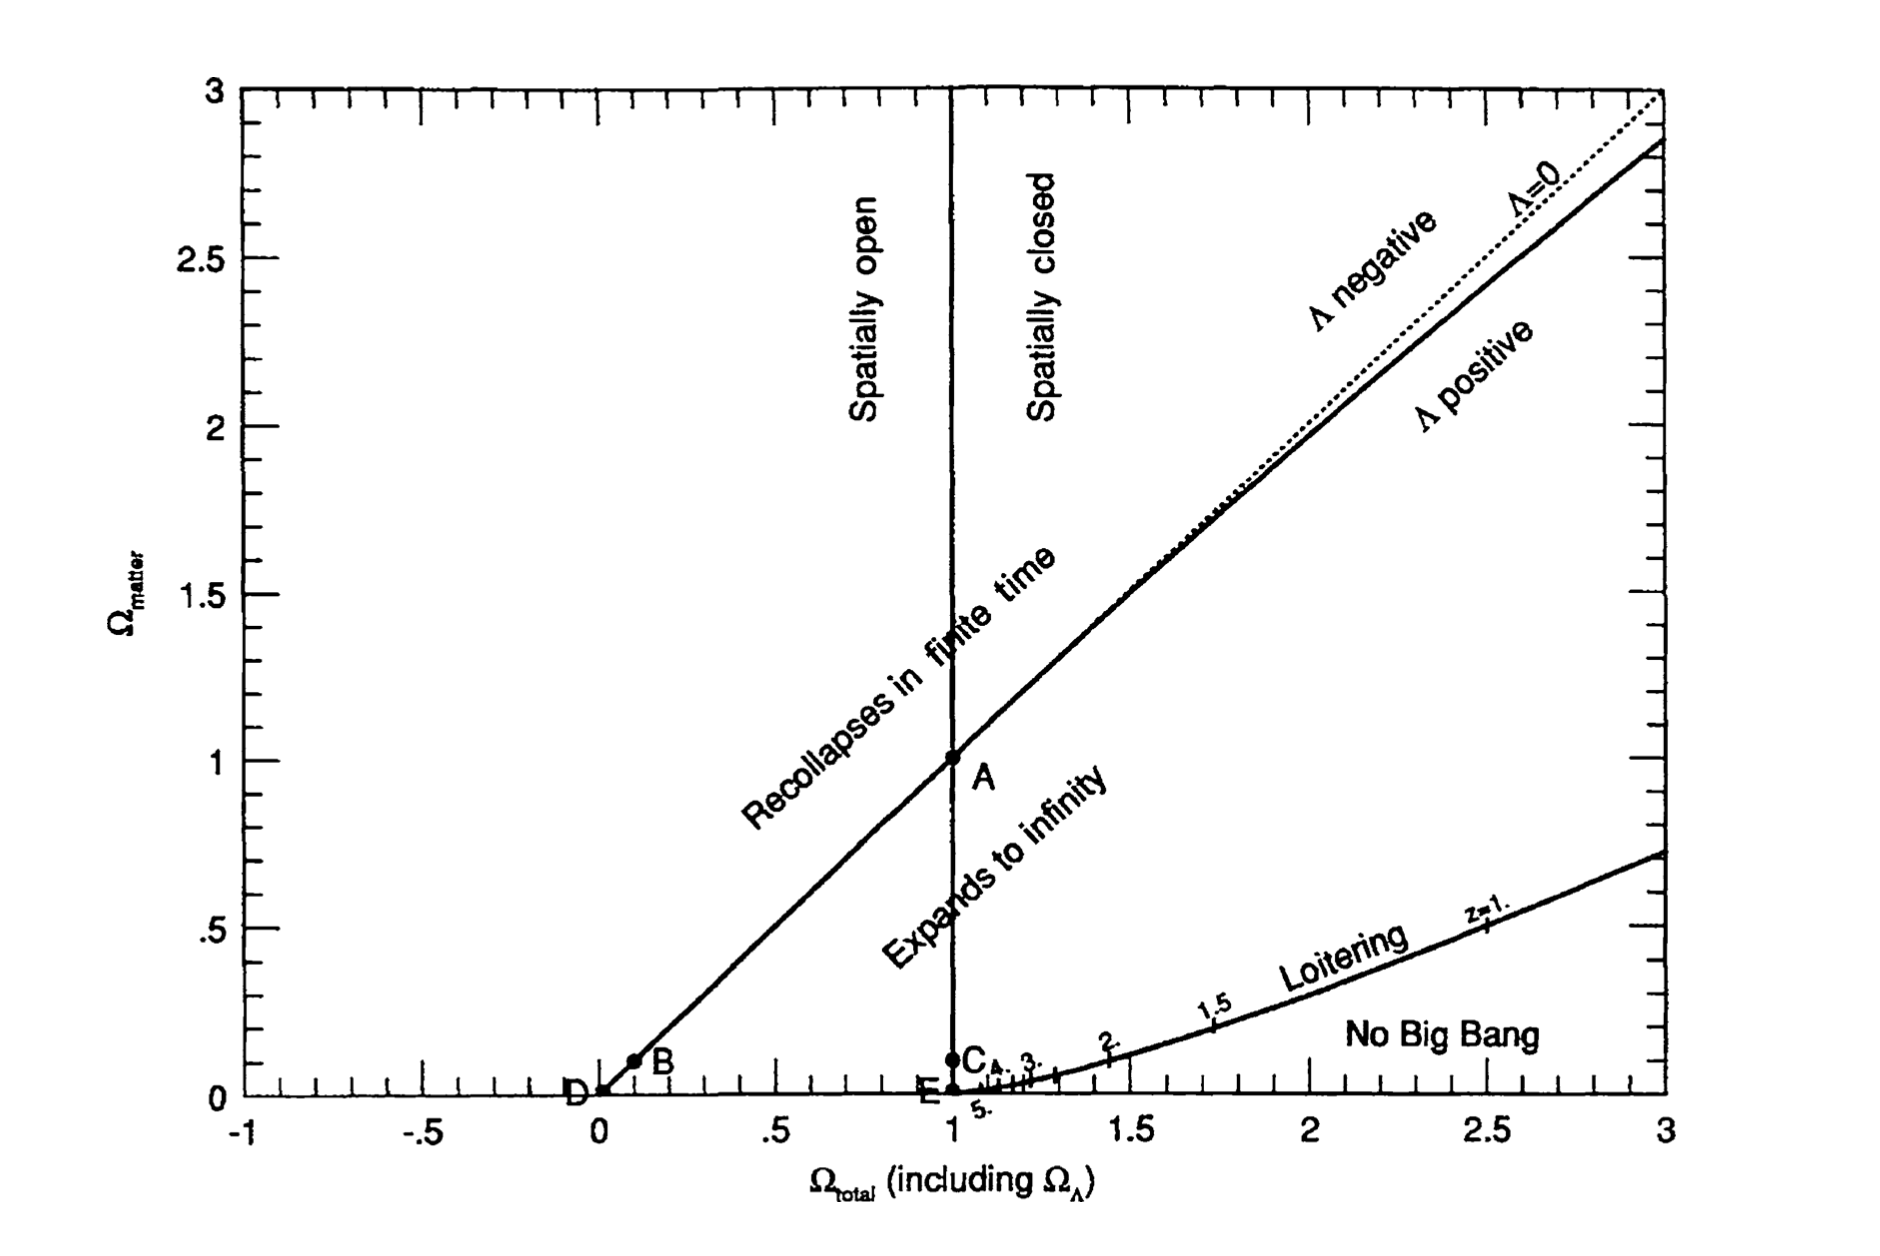 3
2.5
2
1.5
1
.5
0
Ω_matter
Spatially open
Spatially closed
Λ=0
Λ negative
Λ positive
Recollapses in finite time
Expands to infinity
A
B
C
D
E
Loitering
z=1.
1.5
2.
3.
4.
5.
No Big Bang
-1
-.5
0
.5
1
1.5
2
2.5
3
Ω_total (including Ω_Λ)